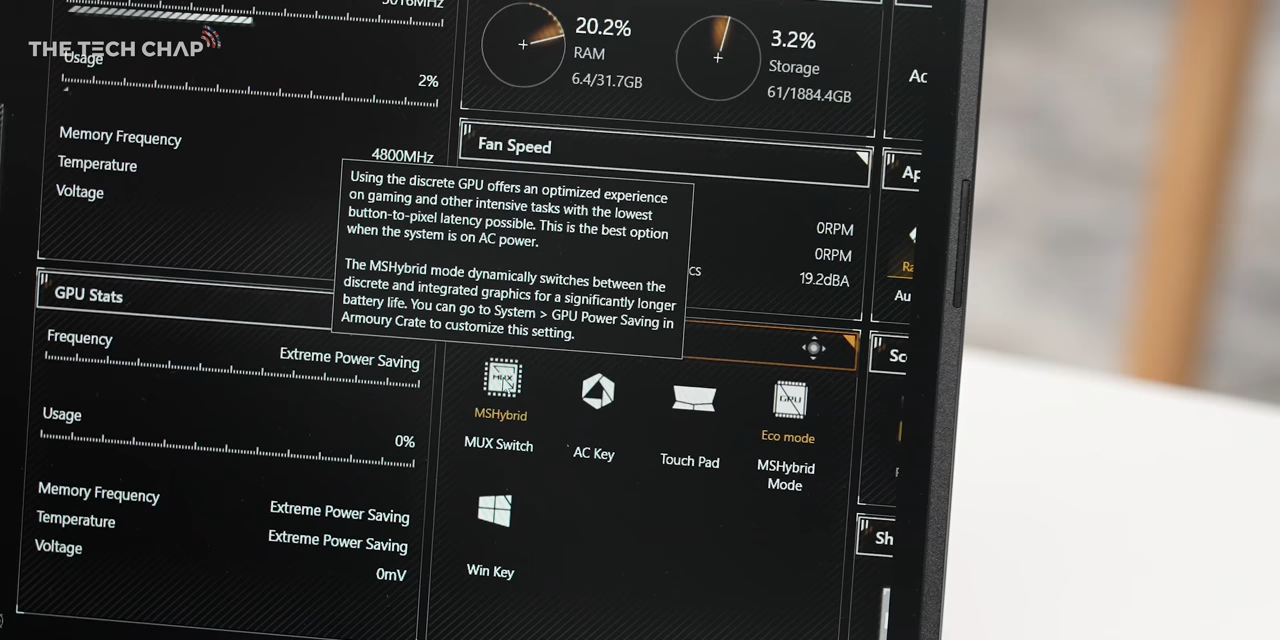 THE TECH CHAP
Usage
2%
Memory Frequency
4800MHz
Temperature
Voltage
GPU Stats
Frequency
Extreme Power Saving
Usage
0%
Memory Frequency
Extreme Power Saving
Temperature
Extreme Power Saving
Voltage
0mV
20.2%
RAM
6.4/31.7GB
3.2%
Storage
61/1884.4GB
Fan Speed
0RPM
0RPM
cs
19.2dBA
Using the discrete GPU offers an optimized experience
on gaming and other intensive tasks with the lowest
button-to-pixel latency possible. This is the best option
when the system is on AC power.
The MSHybrid mode dynamically switches between the
discrete and integrated graphics for a significantly longer
battery life. You can go to System > GPU Power Saving in
Armoury Crate to customize this setting.
MUX
MSHybrid
MUX Switch
AC Key
Touch Pad
GPU
Eco mode
MSHybrid
Mode
Win Key
Ac
Ap
Ra
Au
Sc
Sh